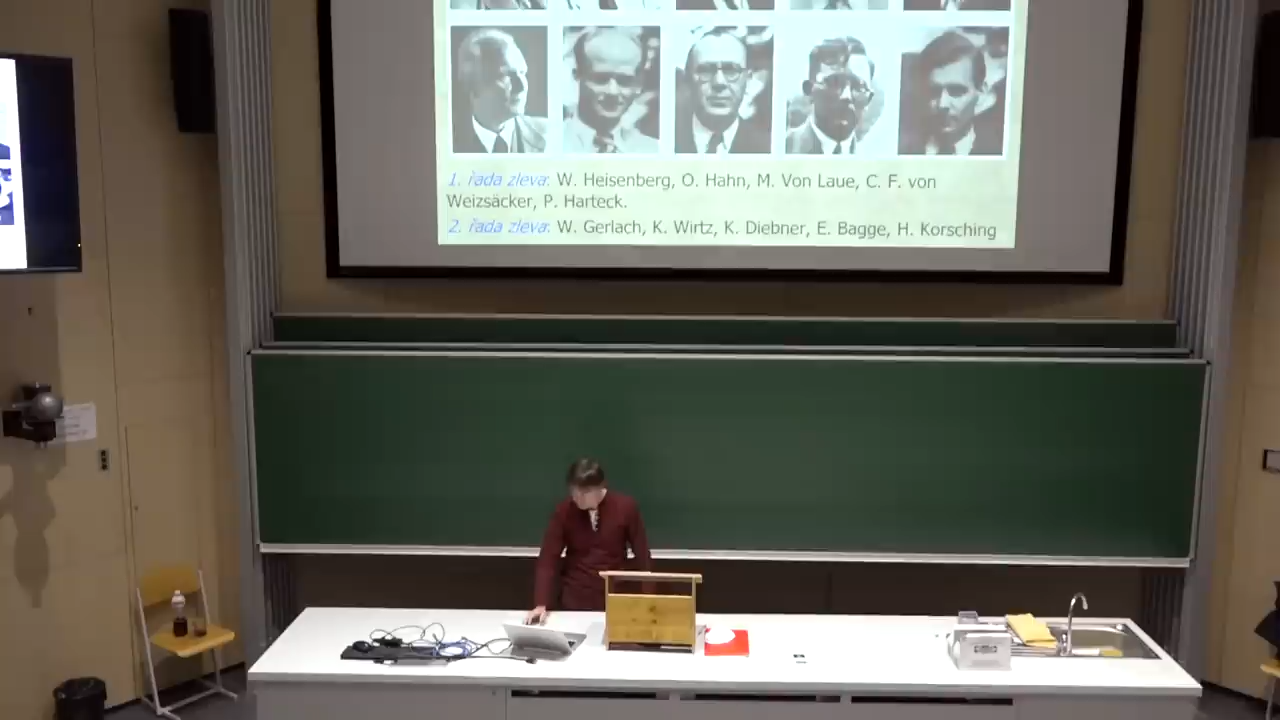 1. řada zleva: W. Heisenberg, O. Hahn, M. Von Laue, C. F. von
Weizsäcker, P. Harteck.
2. řada zleva: W. Gerlach, K. Wirtz, K. Diebner, E. Bagge, H. Korsching